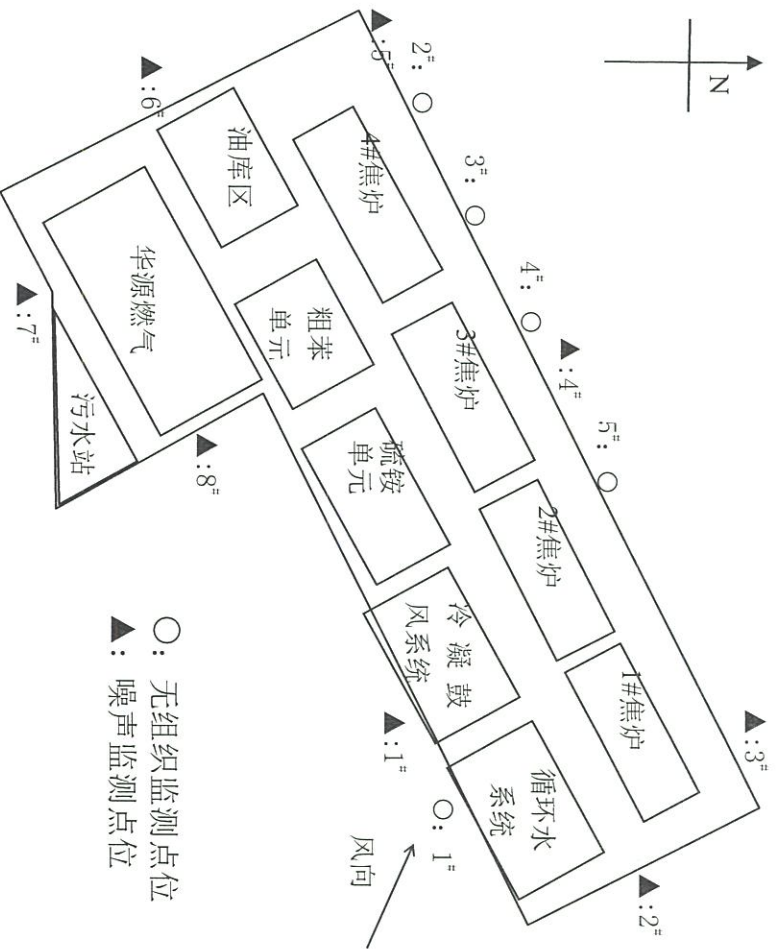 N
▲:5#
2#:○
3#:○
4#:○
▲:4#
5#:○
▲:3#
▲:6#
油库区
4#焦炉
3#焦炉
2#焦炉
1#焦炉
▲:2#
华源燃气
粗苯
单元
硫铵
单元
冷凝鼓
风系统
循环水
系统
▲:7#
污水站
▲:8#
▲:1#
○:1#
风向
○:无组织监测点位
▲:噪声监测点位